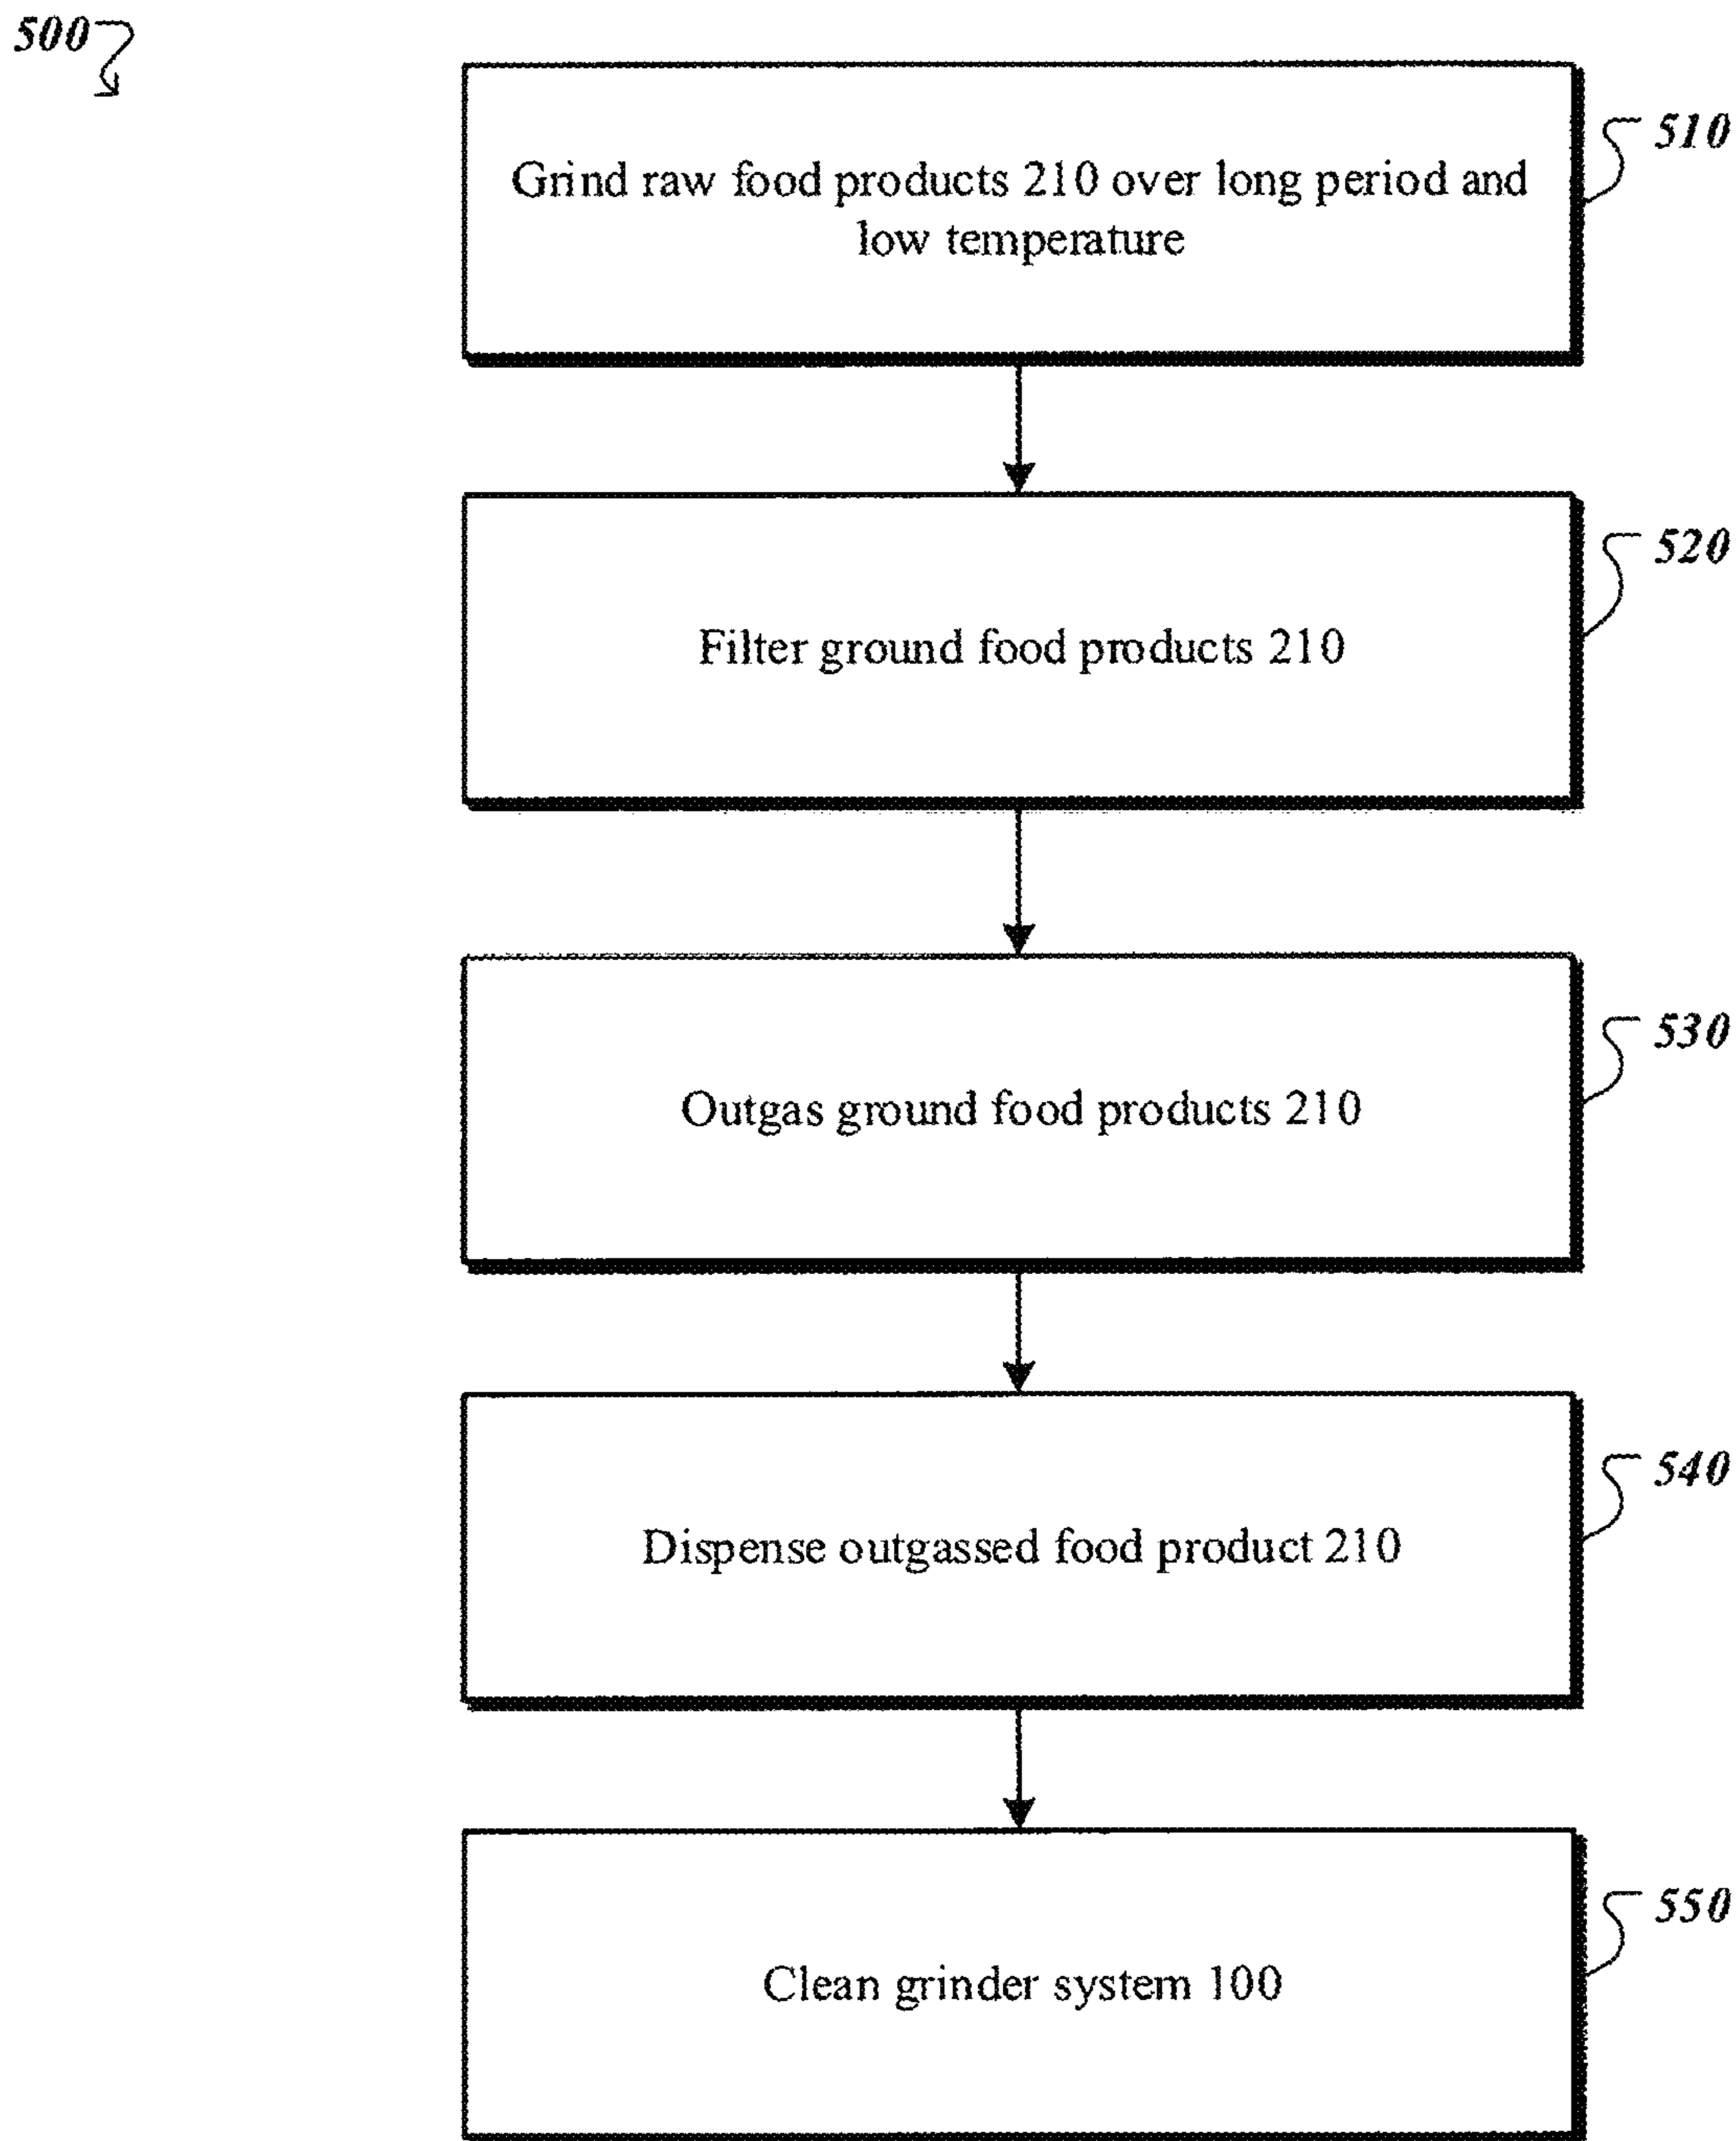 500
Grind raw food products 210 over long period and
low temperature
510
Filter ground food products 210
520
Outgas ground food products 210
530
Dispense outgassed food product 210
540
Clean grinder system 100
550